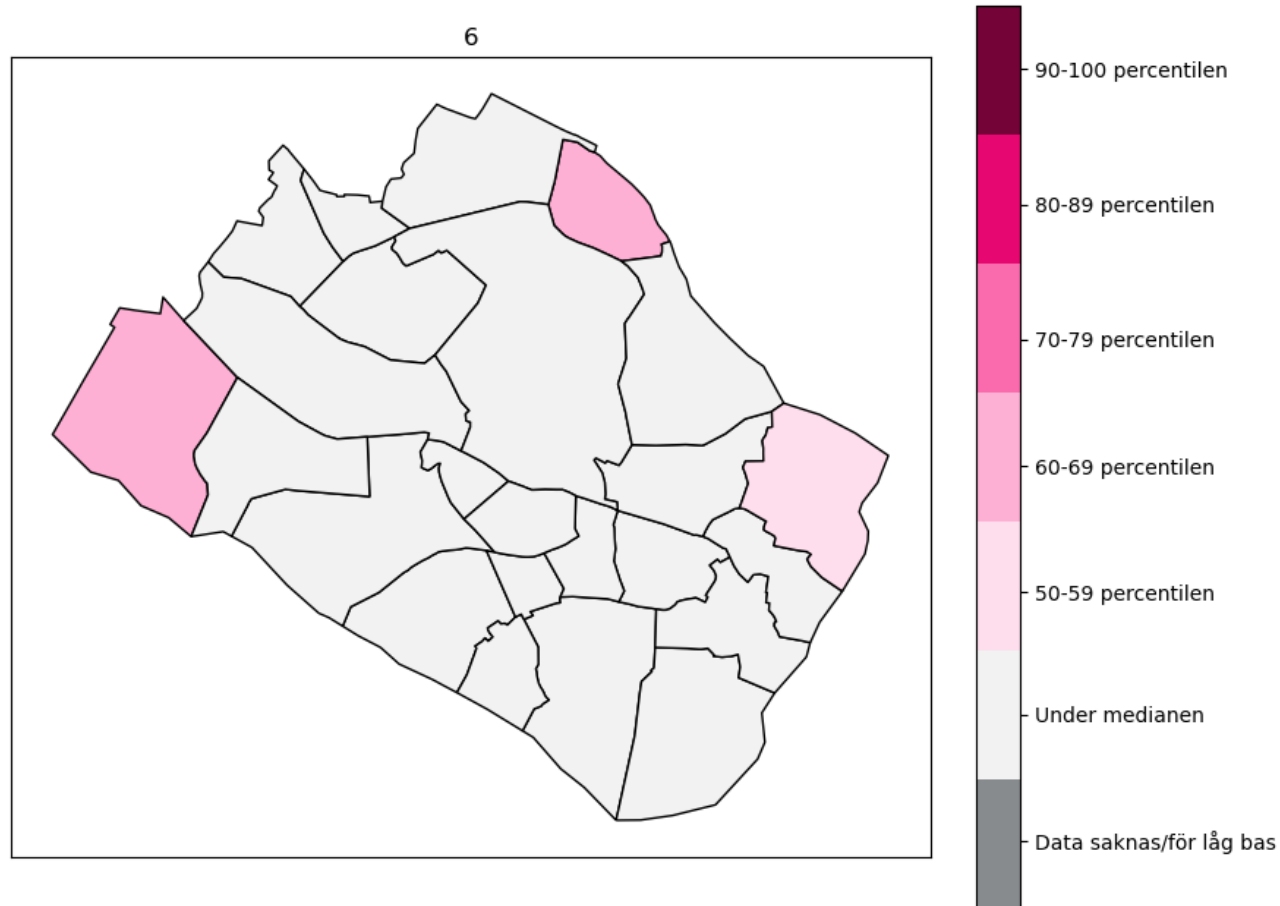 6
90-100 percentilen
80-89 percentilen
70-79 percentilen
60-69 percentilen
50-59 percentilen
Under medianen
Data saknas/för låg bas